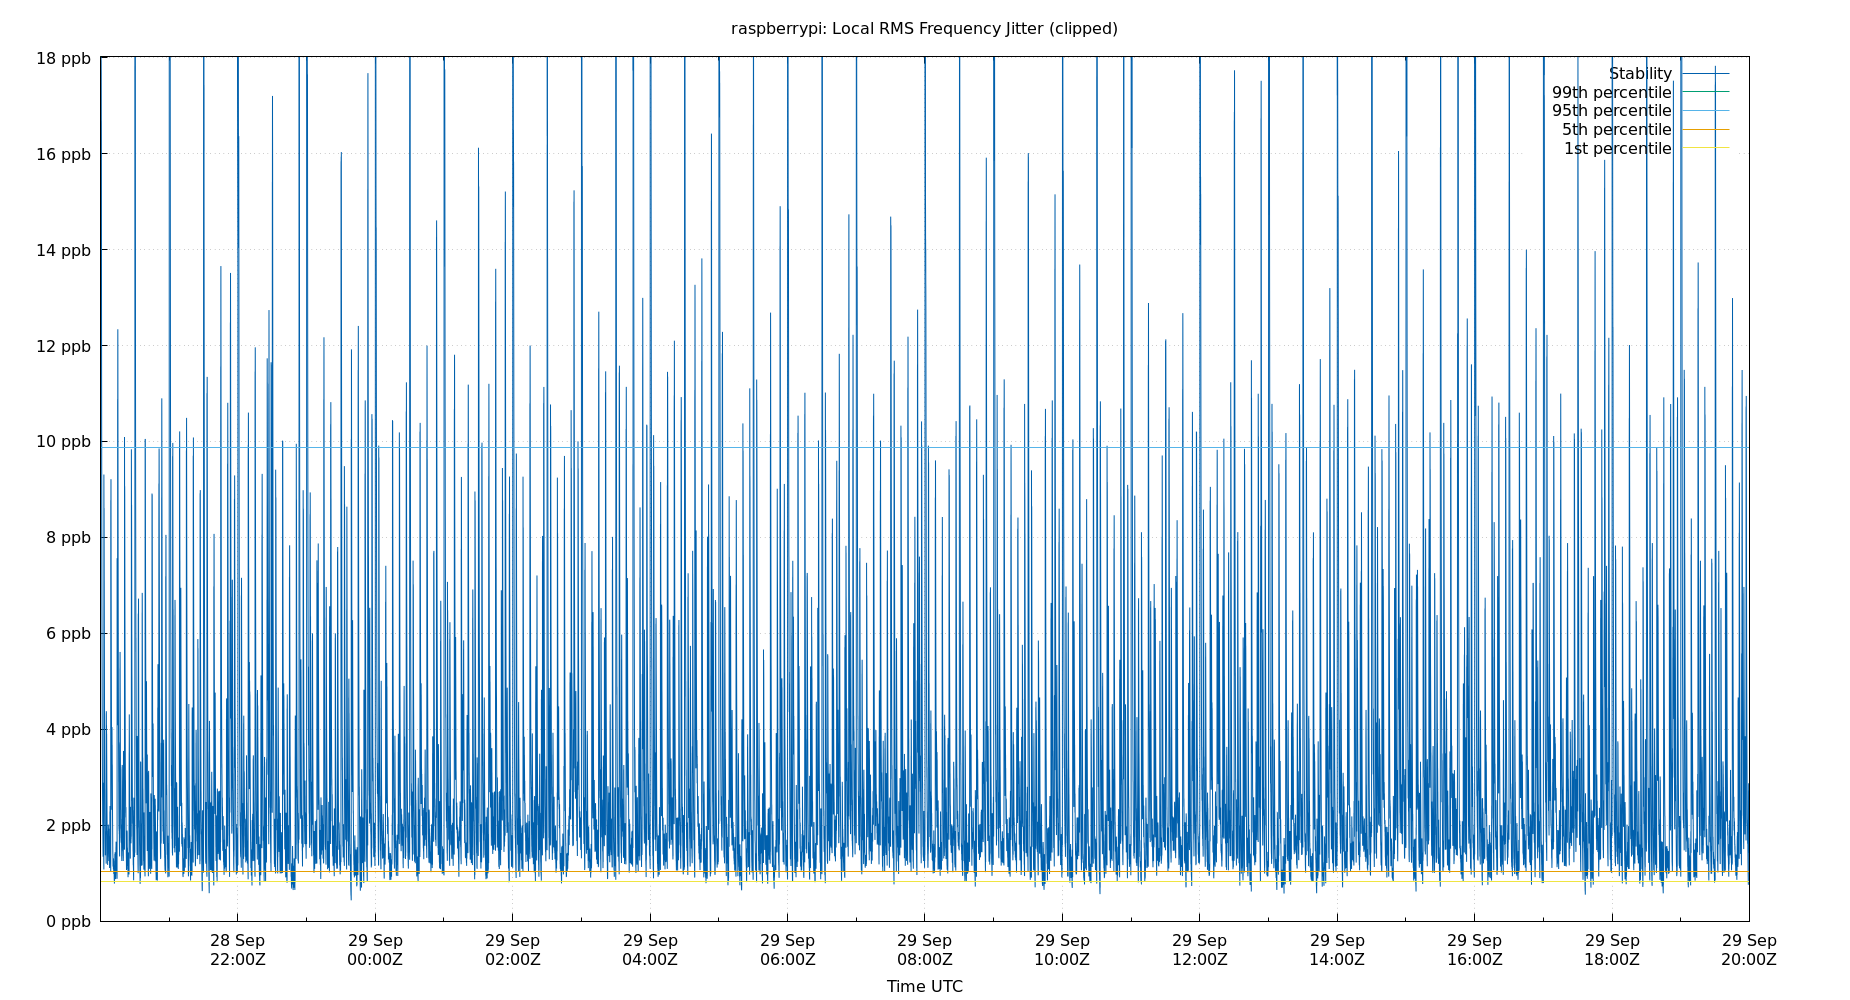 raspberrypi: Local RMS Frequency Jitter (clipped)
18 ppb
16 ppb
14 ppb
12 ppb
10 ppb
8 ppb
6 ppb
4 ppb
2 ppb
0 ppb
Stability
99th percentile
95th percentile
5th percentile
1st percentile
28 Sep 29 Sep 29 Sep 29 Sep 29 Sep 29 Sep 29 Sep 29 Sep 29 Sep 29 Sep 29 Sep 29 Sep
22:00Z 00:00Z 02:00Z 04:00Z 06:00Z 08:00Z 10:00Z 12:00Z 14:00Z 16:00Z 18:00Z 20:00Z
Time UTC